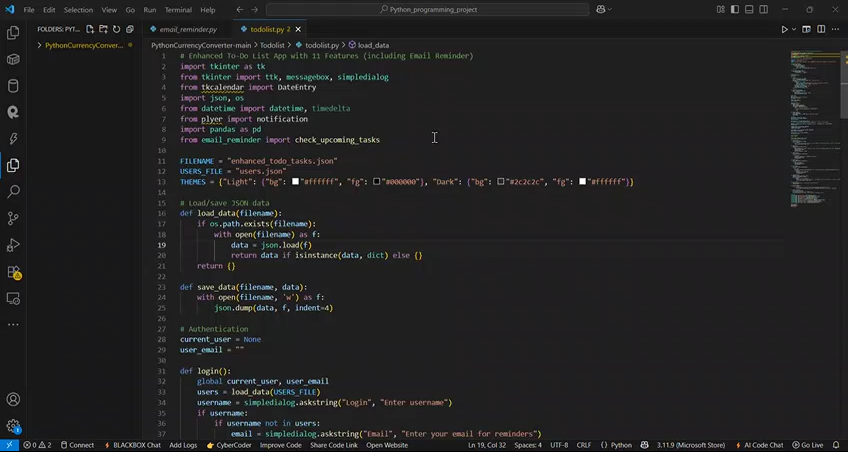 File Edit Selection View Go Run Terminal Help
Python_programming_project
FOLDERS: PYT...
email_reminder.py
todolist.py 2
PythonCurrencyConver...
PythonCurrencyConverter-main > Todolist > todolist.py > load_data
1 # Enhanced To-Do List App with 11 Features (including Email Reminder)
2 import tkinter as tk
3 from tkinter import ttk, messagebox, simpledialog
4 from tkcalendar import DateEntry
5 import json, os
6 from datetime import datetime, timedelta
7 from plyer import notification
8 import pandas as pd
9 from email_reminder import check_upcoming_tasks
10
11 FILENAME = "enhanced_todo_tasks.json"
12 USERS_FILE = "users.json"
13 THEMES = {"Light": {"bg": "#ffffff", "fg": "#000000"}, "Dark": {"bg": "#2c2c2c", "fg": "#ffffff"}}
14
15 # Load/save JSON data
16 def load_data(filename):
17 if os.path.exists(filename):
18 with open(filename) as f:
19 data = json.load(f)
20 return data if isinstance(data, dict) else {}
21 return {}
22
23 def save_data(filename, data):
24 with open(filename, 'w') as f:
25 json.dump(data, f, indent=4)
26
27 # Authentication
28 current_user = None
29 user_email = ""
30
31 def login():
32 global current_user, user_email
33 users = load_data(USERS_FILE)
34 username = simpledialog.askstring("Login", "Enter username")
35 if username:
36 if username not in users:
37 email = simpledialog.askstring("Email", "Enter your email for reminders")
0 2 Connect BLACKBOX Chat Add Logs CyberCoder Improve Code Share Code Link Open Website Ln 19, Col 32 Spaces: 4 UTF-8 CRLF {} Python 3.11.9 (Microsoft Store) AI Code Chat Go Live